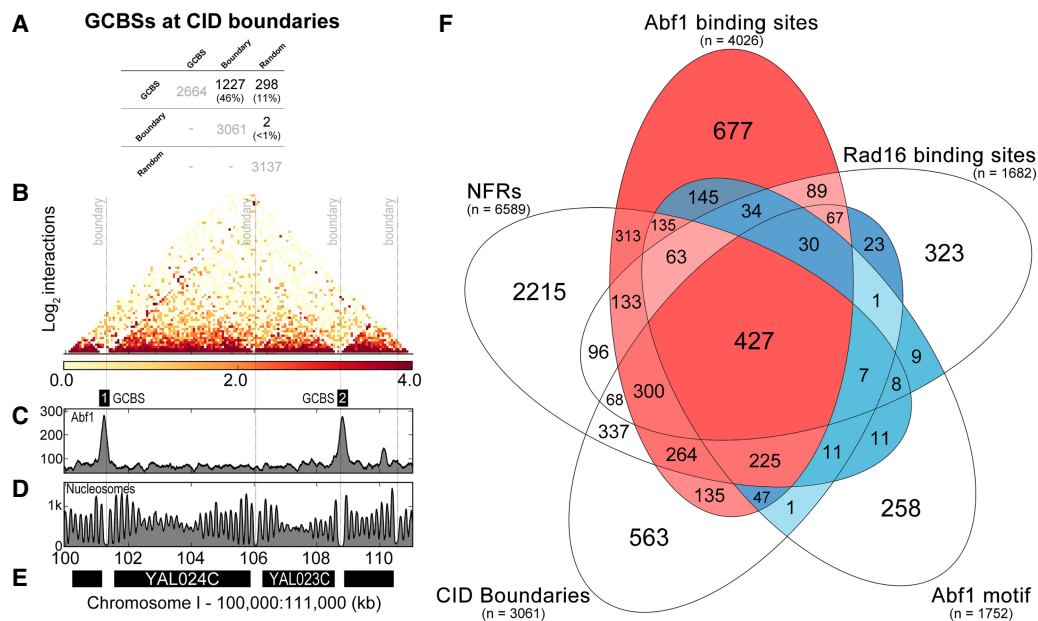 A
GCBSs at CID boundaries
GCBS
Boundary
Random
GCBS 2664 1227 (46%) 298 (11%)
Boundary - 3061 2 (<1%)
Random - - 3137
B
boundary
boundary
boundary
boundary
Log2 interactions
0.0 2.0 4.0
1 GCBS
GCBS 2
C
Abf1
300
200
100
D
Nucleosomes
1k
0
100 102 104 106 108 110
E
YAL024C YAL023C
Chromosome I - 100,000:111,000 (kb)
F
Abf1 binding sites
(n = 4026)
Rad16 binding sites
(n = 1682)
NFRs
(n = 6589)
CID Boundaries
(n = 3061)
Abf1 motif
(n = 1752)
677
145
34
89
67
313
135
63
30
23
323
2215
133
1
427
96
9
7
8
68
300
337
264
225
11
11
135
47
1
258
563